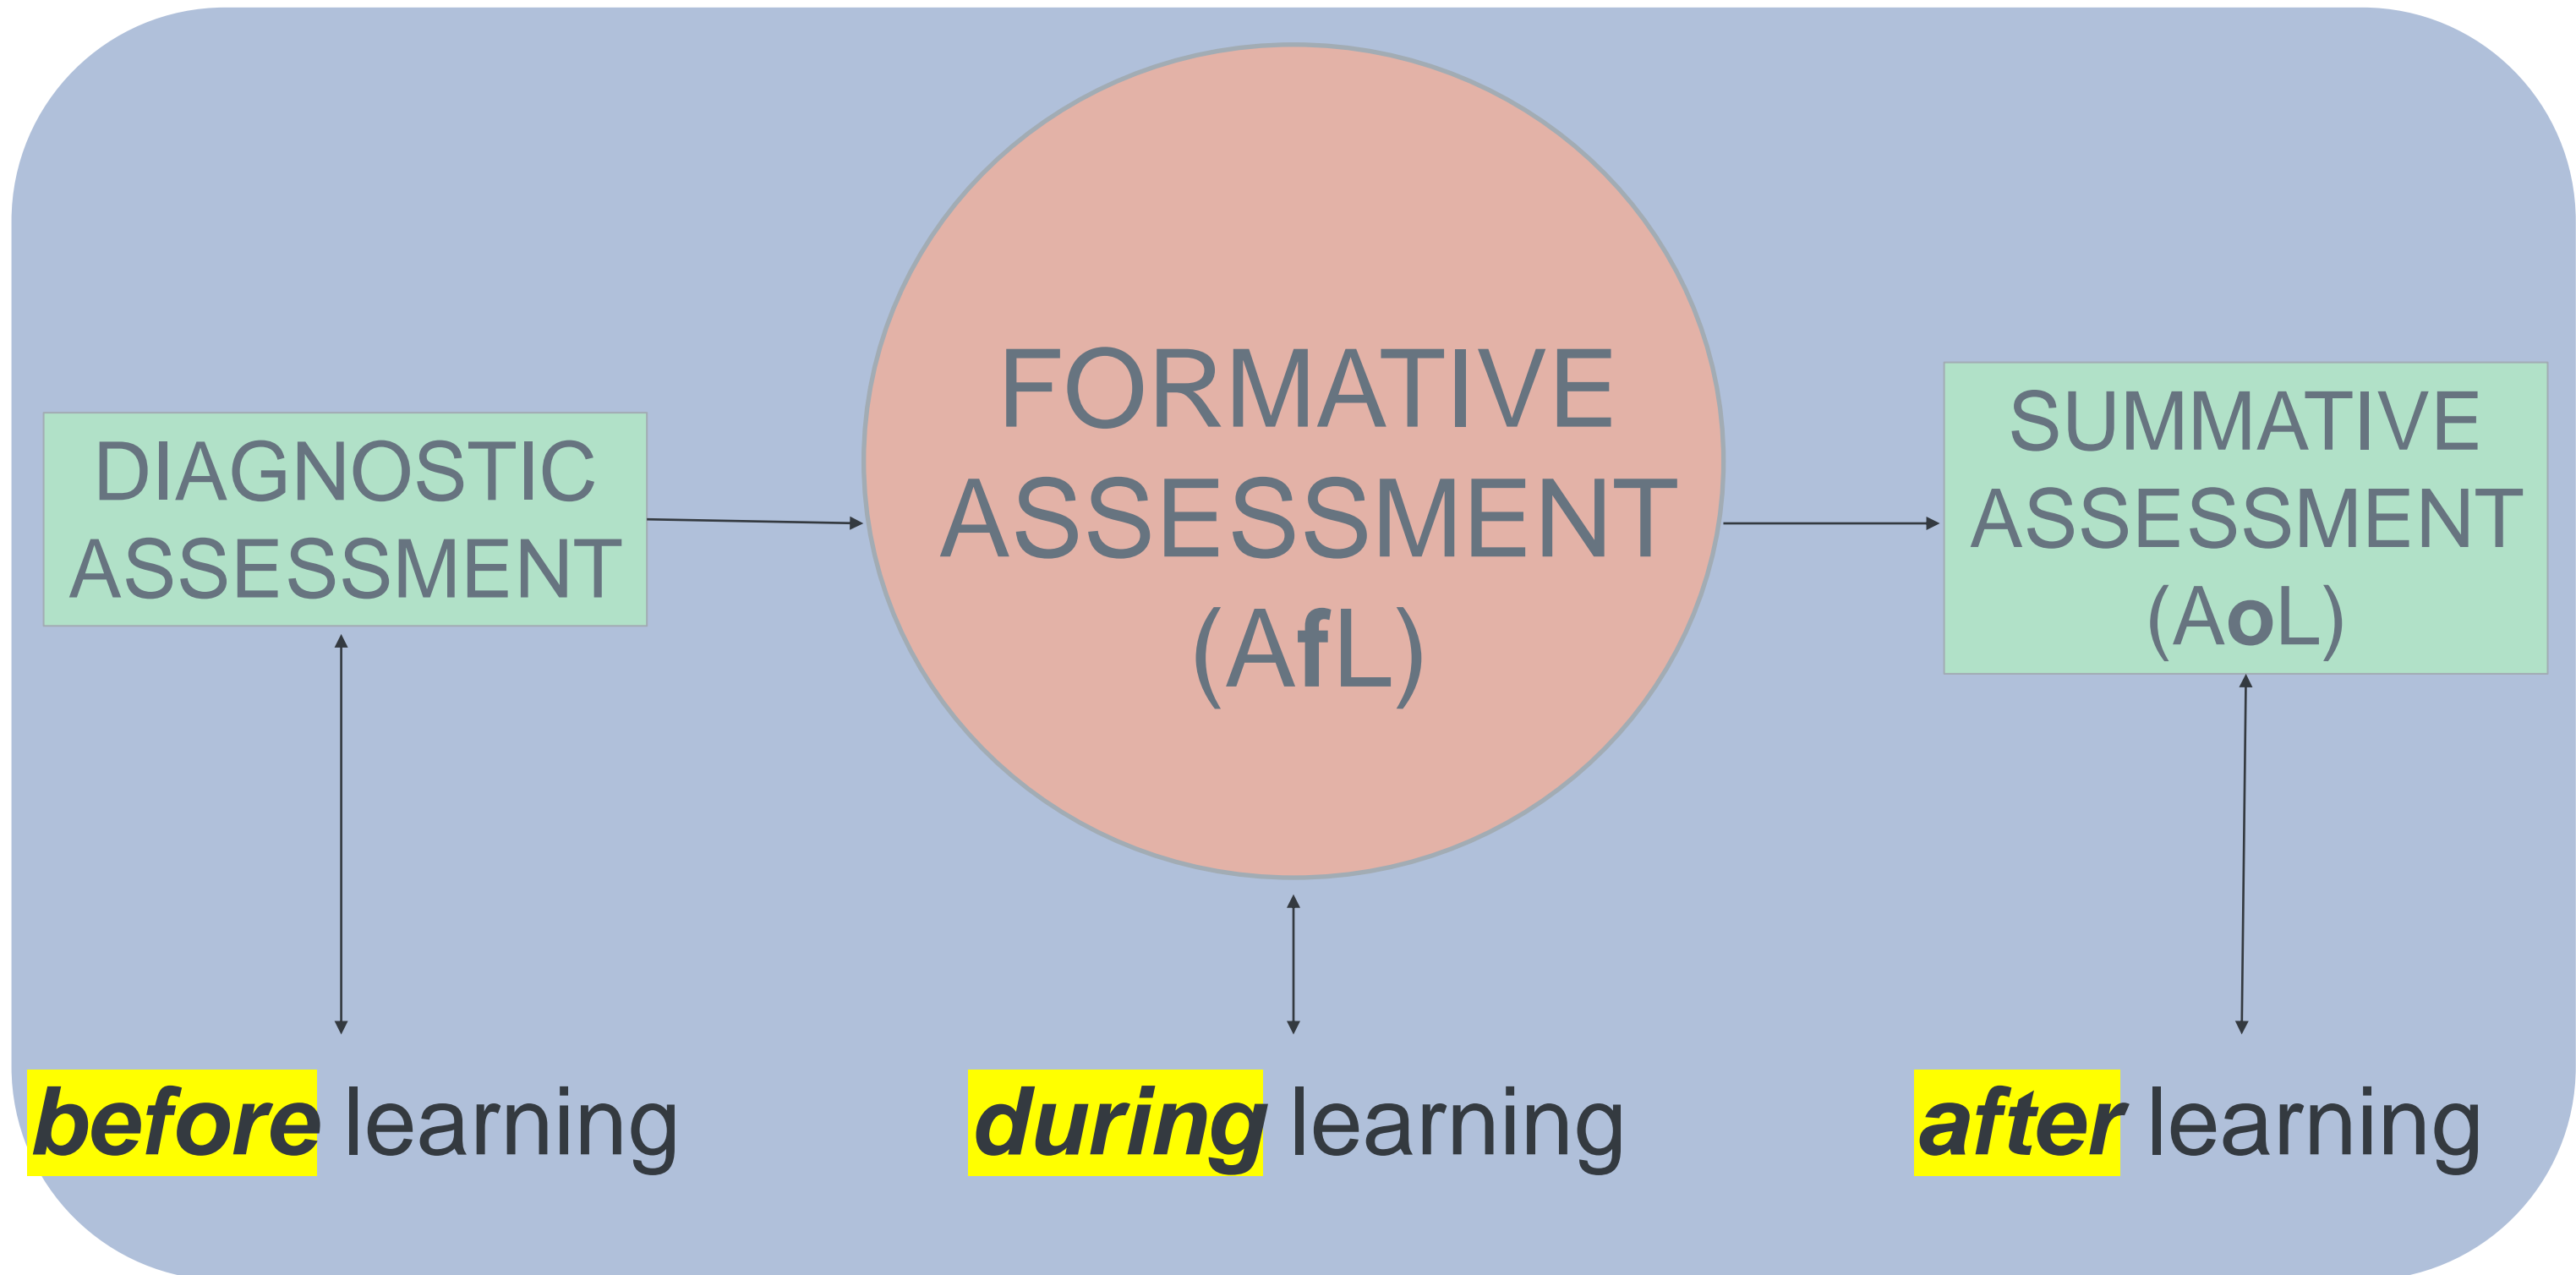 DIAGNOSTIC
ASSESSMENT
FORMATIVE
ASSESSMENT
(AfL)
SUMMATIVE
ASSESSMENT
(AoL)
before learning
during learning
after learning